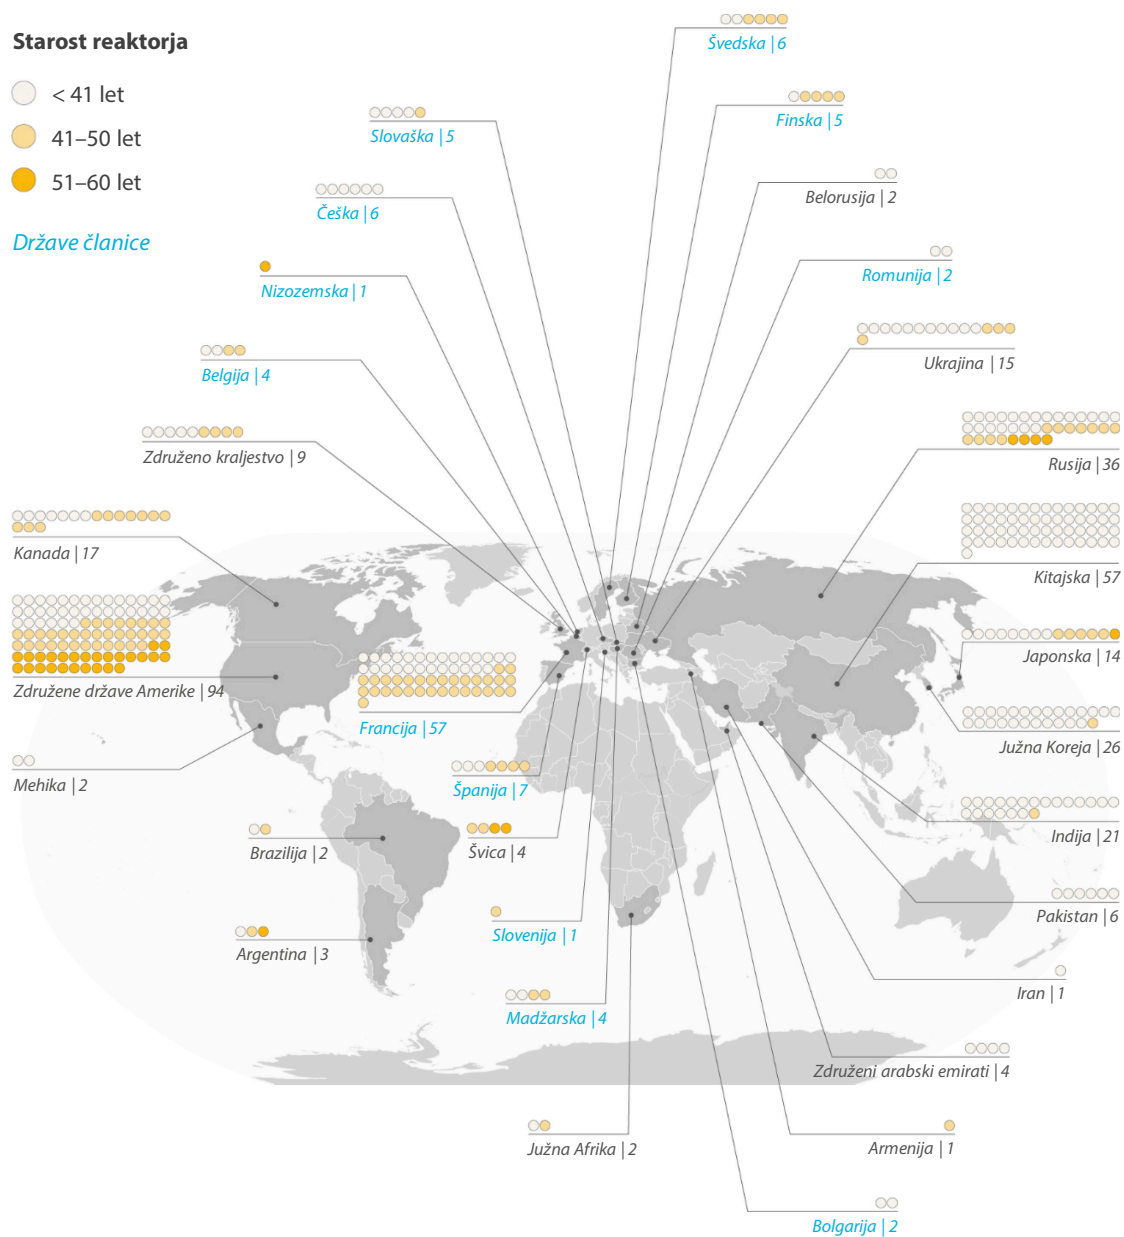 Starost reaktorja
< 41 let
41–50 let
51–60 let
Države članice
Švedska | 6
Finska | 5
Slovaška | 5
Belorusija | 2
Češka | 6
Romunija | 2
Nizozemska | 1
Ukrajina | 15
Belgija | 4
Združeno kraljestvo | 9
Rusija | 36
Kanada | 17
Kitajska | 57
Japonska | 14
Združene države Amerike | 94
Francija | 57
Južna Koreja | 26
Mehika | 2
Španija | 7
Indija | 21
Brazilija | 2
Švica | 4
Pakistan | 6
Slovenija | 1
Argentina | 3
Iran | 1
Madžarska | 4
Združeni arabski emirati | 4
Južna Afrika | 2
Armenija | 1
Bolgarija | 2